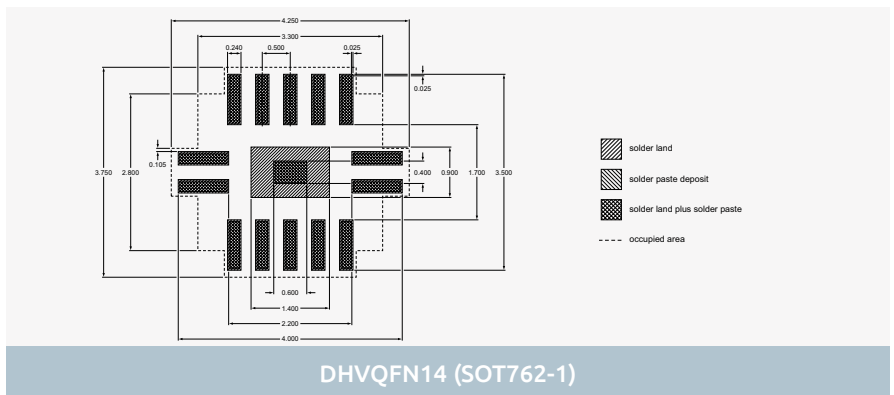 4.250
3.300
0.240 0.500 0.025
0.025
0.105
3.750 2.800
0.400 0.900 1.700 3.500
0.600
1.400
2.200
4.000
solder land
solder paste deposit
solder land plus solder paste
occupied area
DHVQFN14 (SOT762-1)